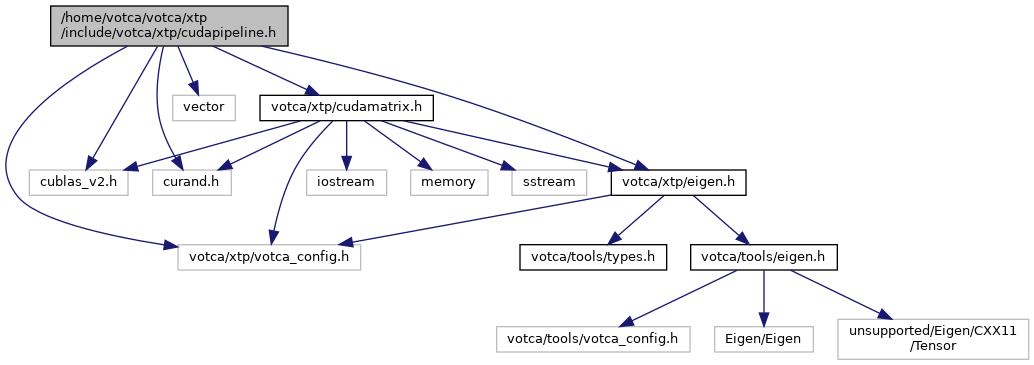 /home/votca/votca/xtp
/include/votca/xtp/cudapipeline.h
vector
votca/xtp/cudamatrix.h
cublas_v2.h
curand.h
iostream
memory
sstream
votca/xtp/eigen.h
votca/xtp/votca_config.h
votca/tools/types.h
votca/tools/eigen.h
votca/tools/votca_config.h
Eigen/Eigen
unsupported/Eigen/CXX11
/Tensor